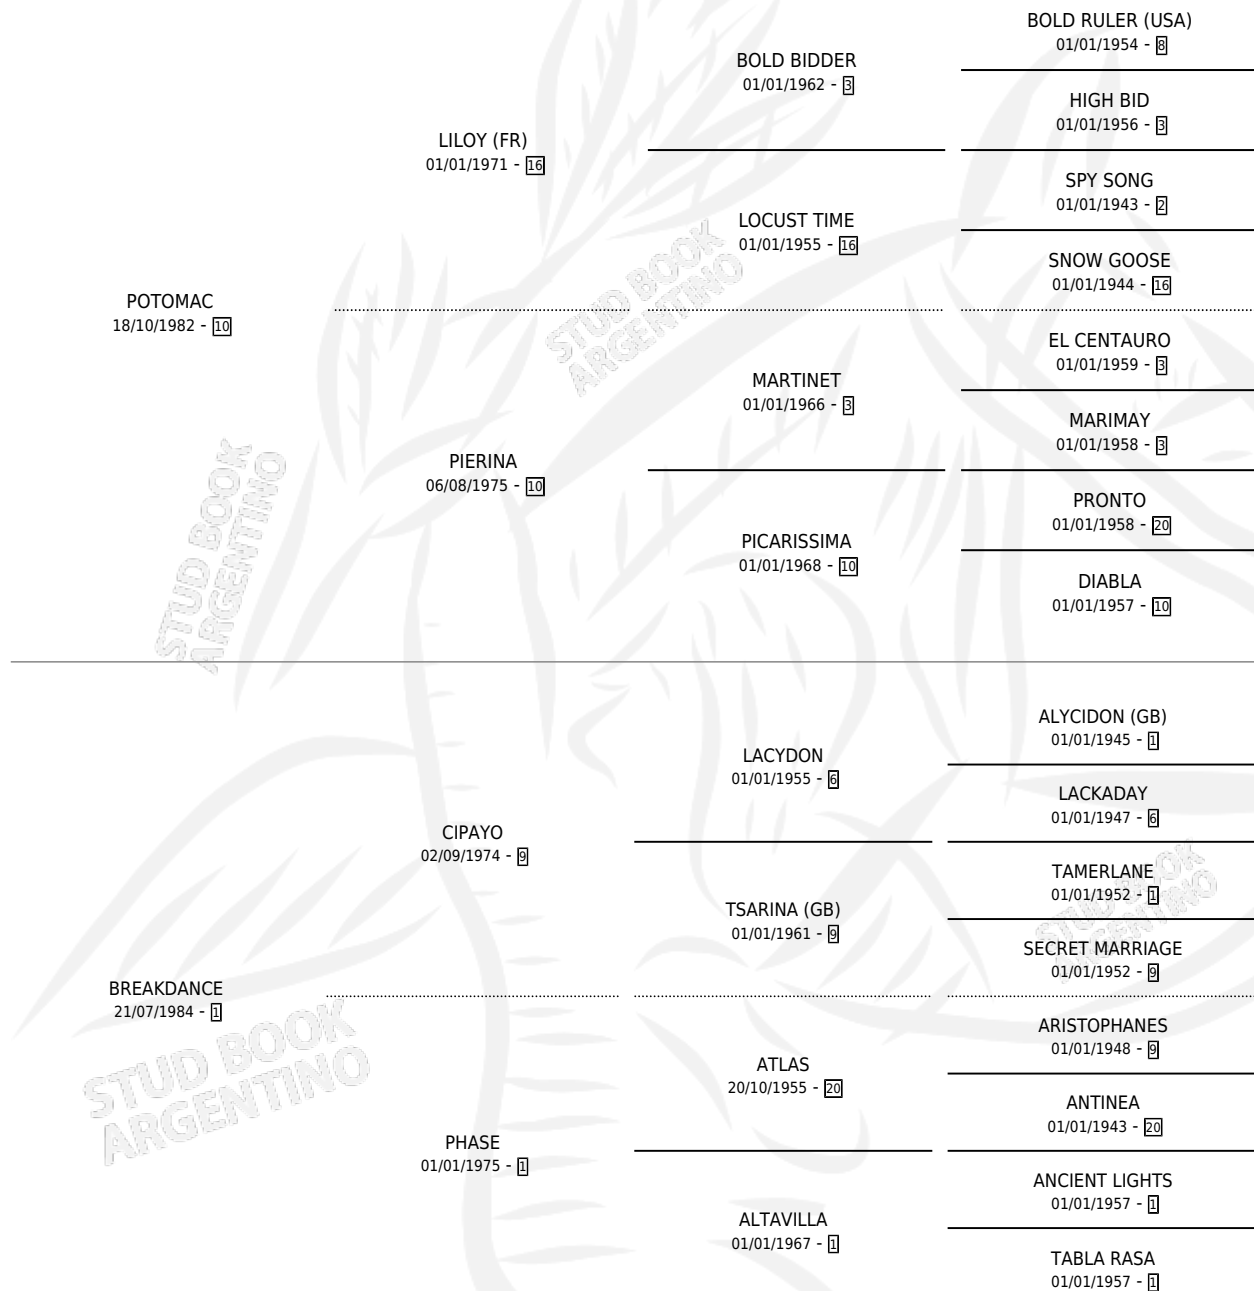 BOLD RULER (USA)
01/01/1954 - 8
BOLD BIDDER
01/01/1962 - 3
HIGH BID
01/01/1956 - 3
LILOY (FR)
01/01/1971 - 16
SPY SONG
01/01/1943 - 2
LOCUST TIME
01/01/1955 - 16
SNOW GOOSE
01/01/1944 - 16
POTOMAC
18/10/1982 - 10
STUD BOOK
ARGENTINO
EL CENTAURO
01/01/1959 - 3
MARTINET
01/01/1966 - 3
MARIMAY
01/01/1958 - 3
PIERINA
06/08/1975 - 10
PRONTO
01/01/1958 - 20
PICARISSIMA
01/01/1968 - 10
DIABLA
01/01/1957 - 10
STUD BOOK
ARGENTINO
ALYCIDON (GB)
01/01/1945 - 1
LACYDON
01/01/1955 - 6
LACKADAY
01/01/1947 - 6
CIPAYO
02/09/1974 - 9
TAMERLANE
01/01/1952 - 1
TSARINA (GB)
01/01/1961 - 9
SECRET MARRIAGE
01/01/1952 - 9
STUD BOOK
ARGENTINO
BREAKDANCE
21/07/1984 - 1
ARISTOPHANES
01/01/1948 - 9
ATLAS
20/10/1955 - 20
ANTINEA
01/01/1943 - 20
STUD BOOK
ARGENTINO
PHASE
01/01/1975 - 1
ANCIENT LIGHTS
01/01/1957 - 1
ALTAVILLA
01/01/1967 - 1
TABLA RASA
01/01/1957 - 1